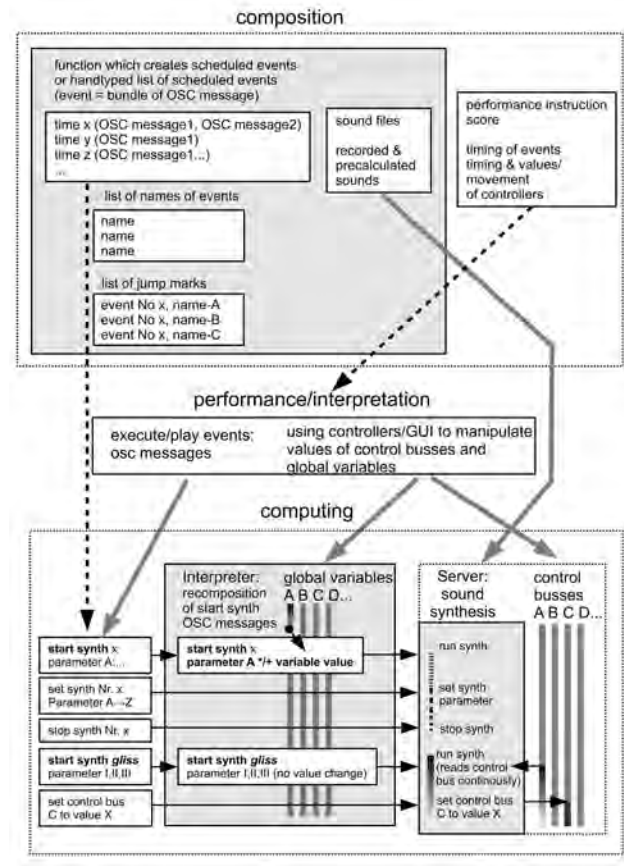 composition
function which creates scheduled events
or handtyped list of scheduled events
(event = bundle of OSC message)
time x (OSC message1, OSC message2)
time y (OSC message1)
time z (OSC message1...)
...
list of names of events
name
name
name
list of jump marks
event No x, name-A
event No x, name-B
event No x, name-C
sound files
recorded &
precalculated
sounds
performance instruction
score
timing of events
timing & values/
movement
of controllers
performance/interpretation
execute/play events:
osc messages
using controllers/GUI to manipulate
values of control busses and
global variables
computing
start synth x
parameter A:...
set synth Nr. x
Parameter A...-Z
stop synth Nr. x
start synth gliss
parameter I,II,III
set control bus
C to value X
Interpreter:
recomposition
of start synth
OSC messages
global variables
A B C D...
start synth x
parameter A */+ variable value
start synth gliss
parameter I,II,III (no value change)
Server:
sound
synthesis
run synth
set synth
parameter
stop synth
run synth
(reads control
bus continously)
set control bus
C to value X
control
busses
A B C D...